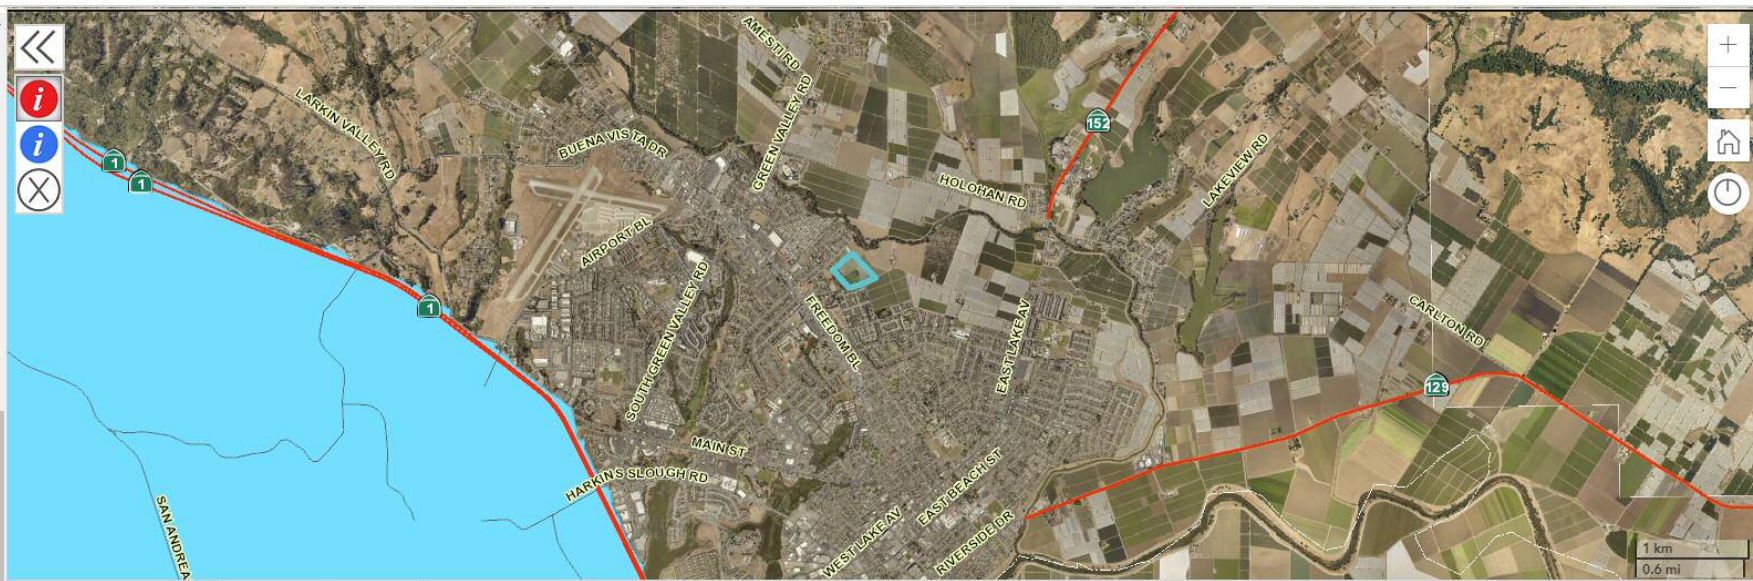 AMESTI RD
GREEN VALLEY RD
152
i
LARKIN VALLEY RD
BUENA VISTA DR
i
1
1
HOLOHAN RD
LAKEVIEW RD
AIRPORT BL
SOUTH GREEN VALLEY RD
1
FREEDOM BL
EAST LAKE AV
CARLTON RD
129
MAIN ST
HARKINS SLOUGH RD
EAST BEACH ST
WEST LAKE AV
RIVERSIDE DR
SAN ANDREA
1 km
0.6 mi